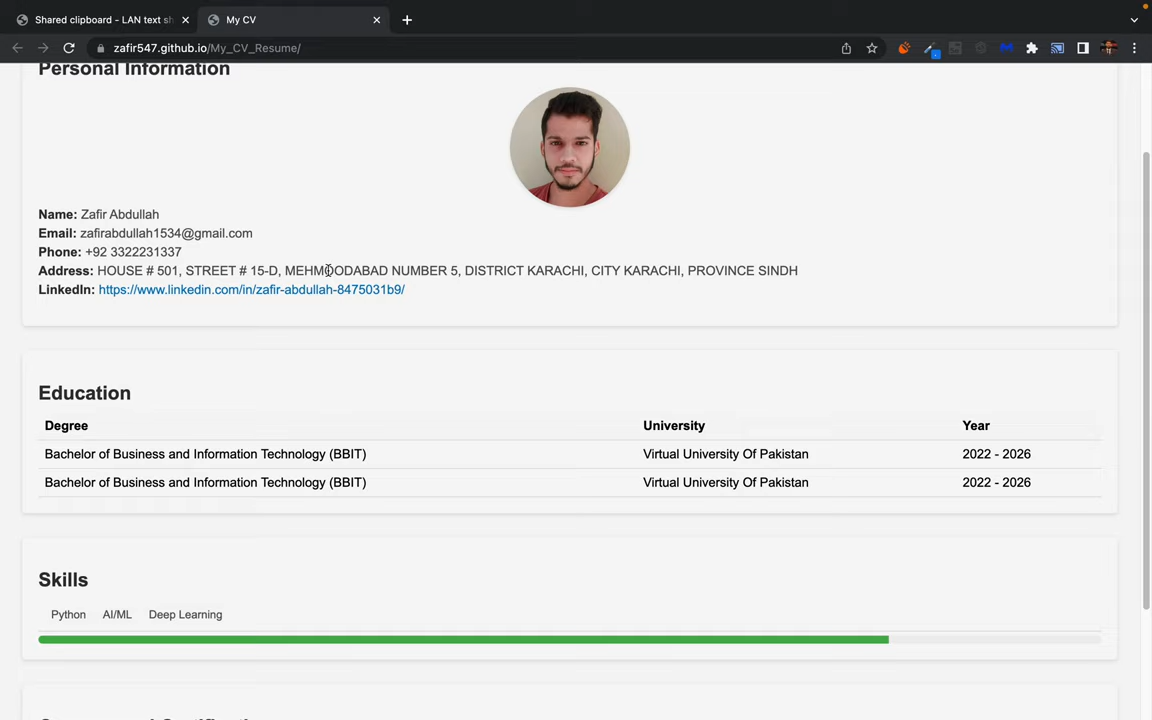 Shared clipboard - LAN text sh
My CV
zafir547.github.io/My_CV_Resume/
Personal Information
Name: Zafir Abdullah
Email: zafirabdullah1534@gmail.com
Phone: +92 3322231337
Address: HOUSE # 501, STREET # 15-D, MEHMOODABAD NUMBER 5, DISTRICT KARACHI, CITY KARACHI, PROVINCE SINDH
LinkedIn: https://www.linkedin.com/in/zafir-abdullah-8475031b9/
Education
Degree University Year
Bachelor of Business and Information Technology (BBIT) Virtual University Of Pakistan 2022 - 2026
Bachelor of Business and Information Technology (BBIT) Virtual University Of Pakistan 2022 - 2026
Skills
Python AI/ML Deep Learning